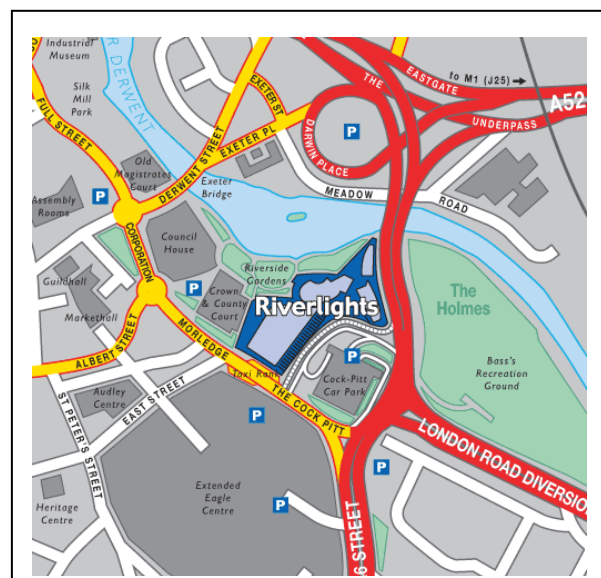 Industrial
Museum
Silk
Mill
Park
DERWENT
FULL STREET
EXETER ST
THE
EASTGATE
to M1 (J25) →
A52
UNDERPASS
P
DARWIN PLACE
EXETER PL
DERWENT STREET
Old
Magistrates
Court
Exeter
Bridge
MEADOW
ROAD
P
Assembly
Rooms
CORPORATION
Council
House
Riverside
Gardens
P
Crown
& County
Court
Riverlights
The
Holmes
Guildhall
Markethall
MORLEDGE
ALBERT STREET
P
Bass's
Recreation
Ground
Taxi Rank
Cock-Pitt
Car Park
EAST STREET
Audley
Centre
ST PETER'S STREET
THE COCK PITT
P
LONDON ROAD DIVERSION
P
Extended
Eagle
Centre
P
Heritage
Centre
6 STREET